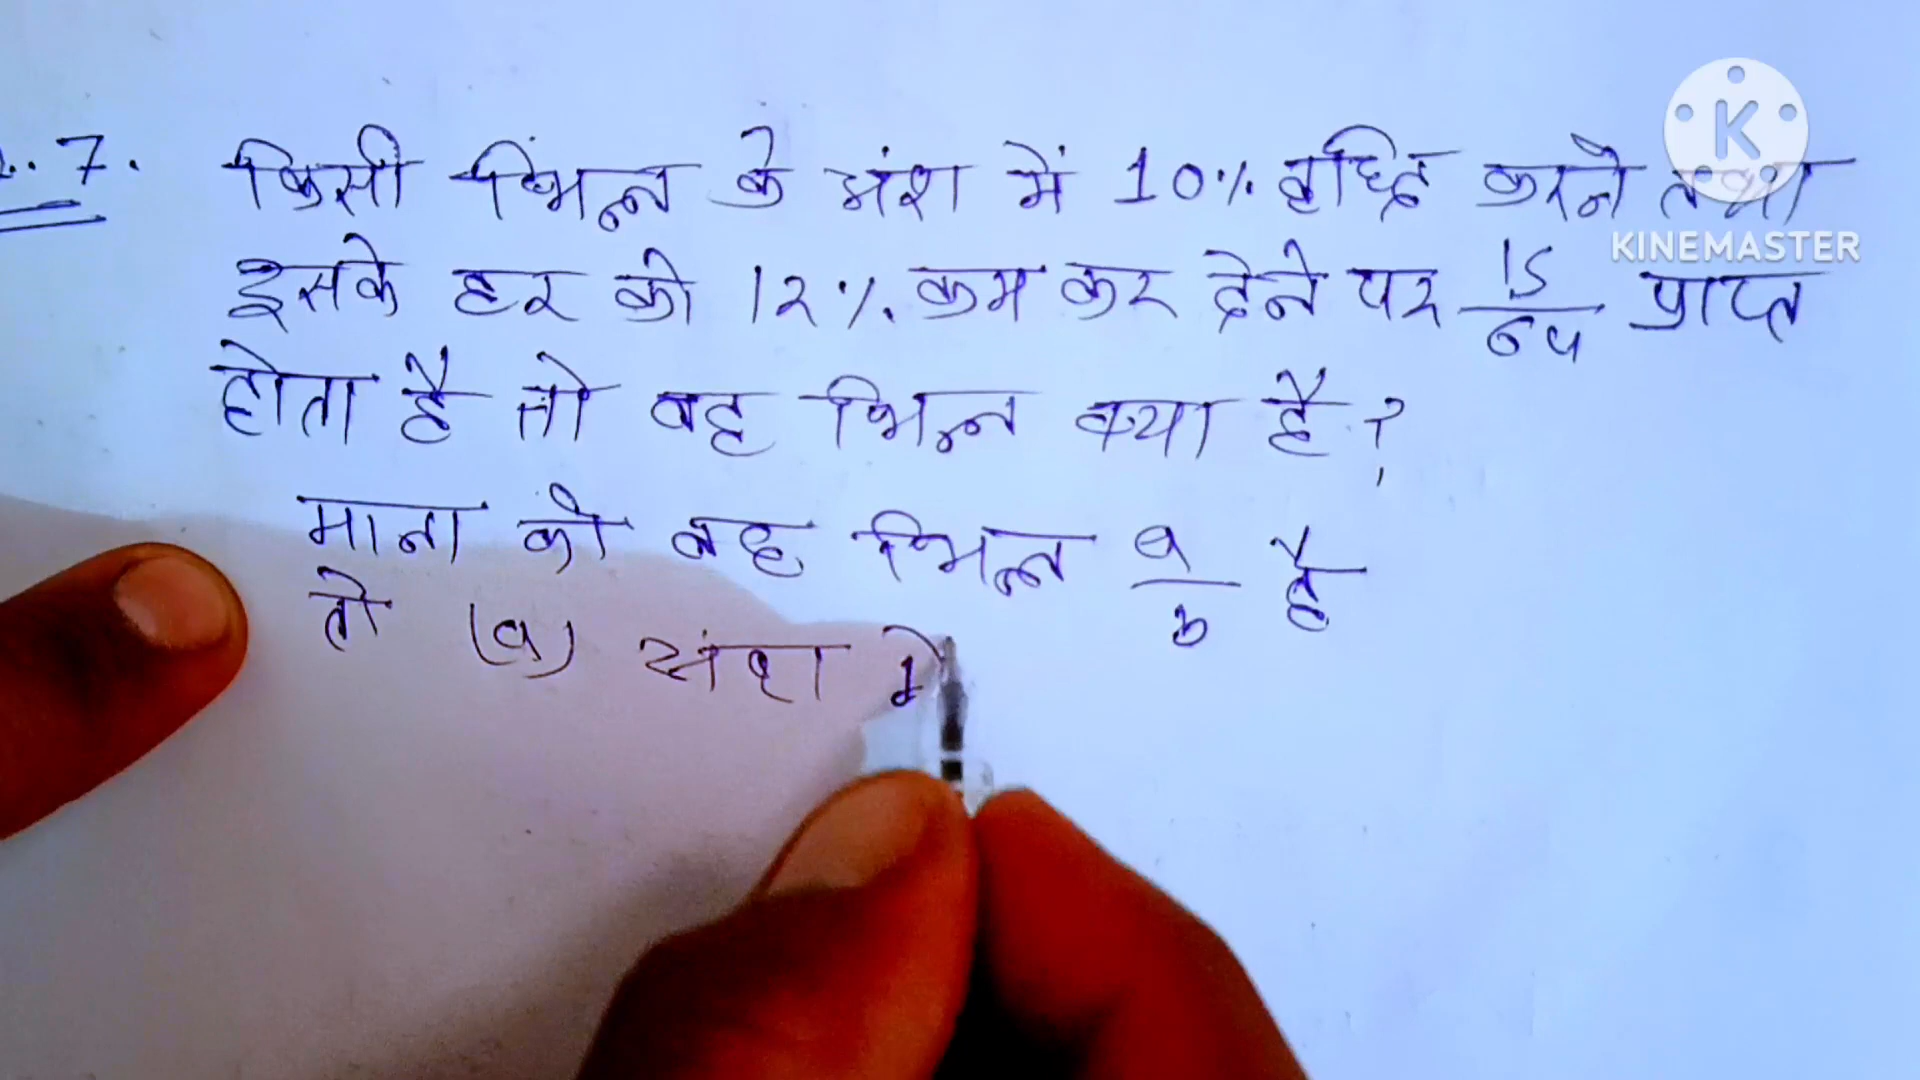 7. किसी भिंन्न के अंश में 10% वृध्दि करने तथा
इसके हर को 12% कम कर देने पर 15/64 प्राप्त
होता है तो वह भिन्न क्या है?
माना की वह भिन्न a/b है
तो (a) अंश
K
KINEMASTER